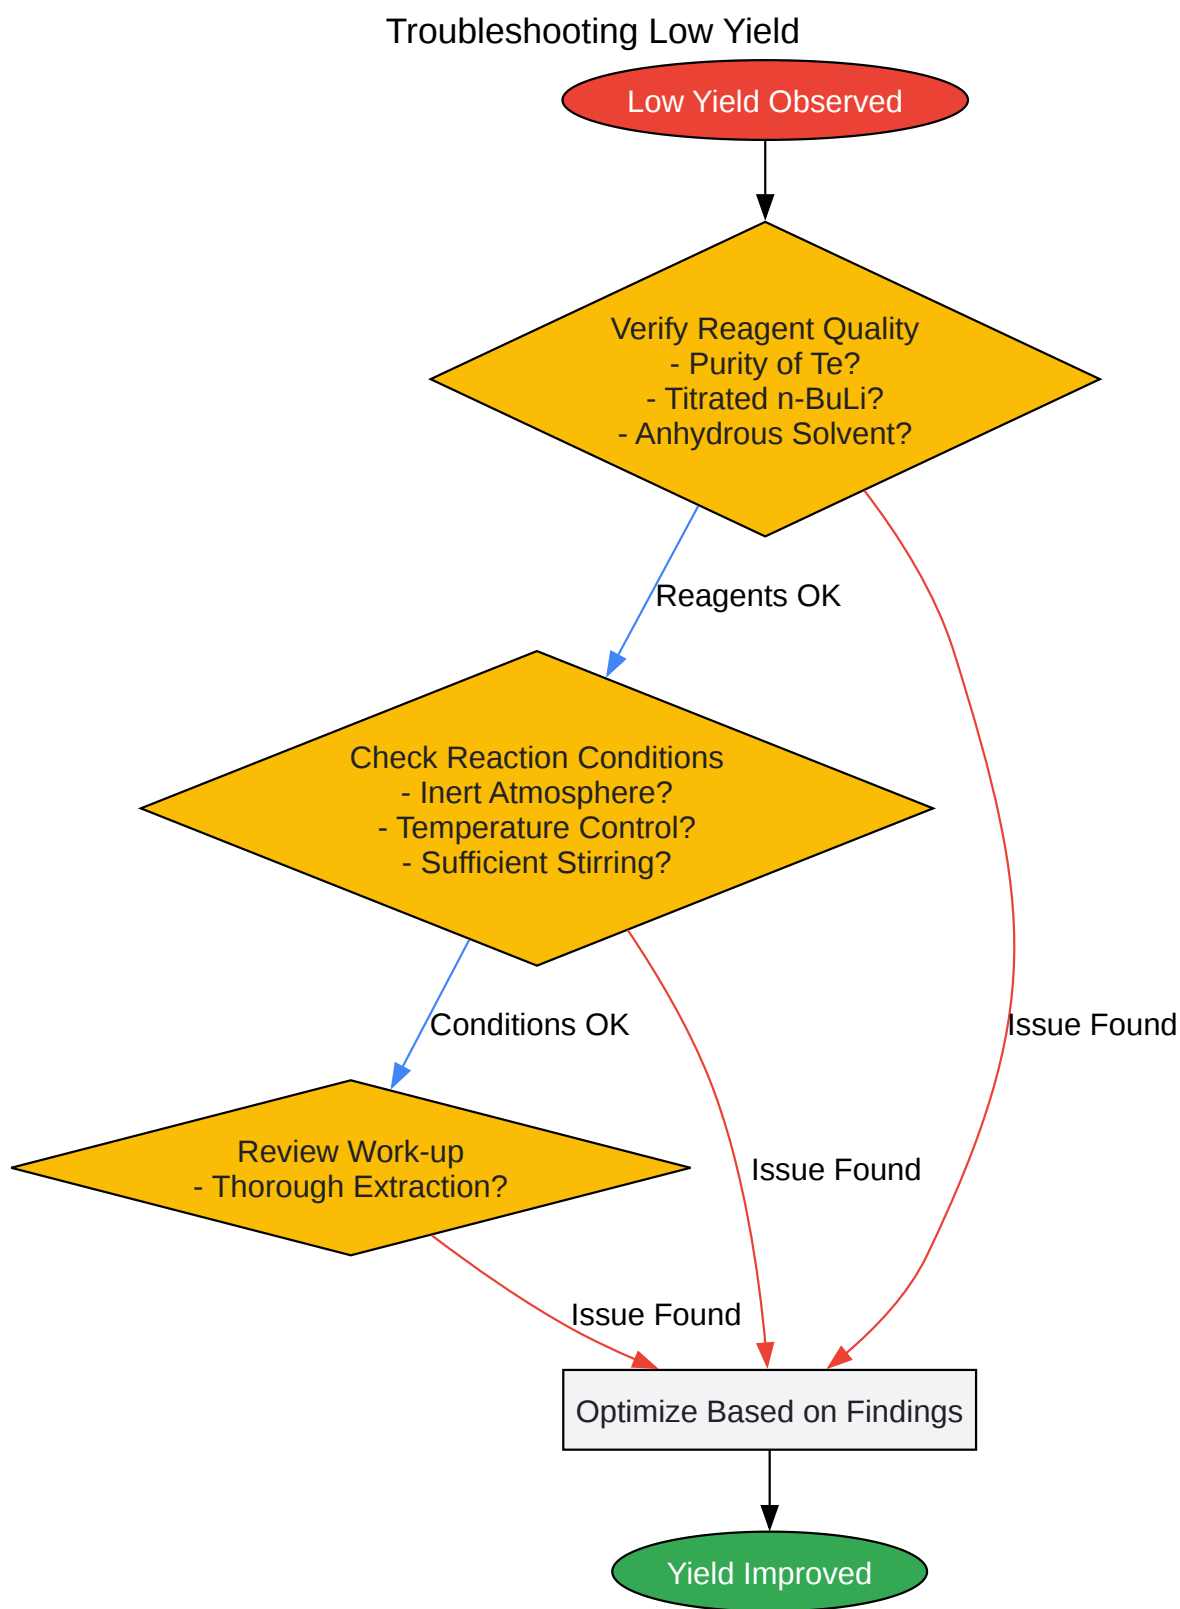 Troubleshooting Low Yield
Low Yield Observed
Verify Reagent Quality
- Purity of Te?
- Titrated n-BuLi?
- Anhydrous Solvent?
Reagents OK
Check Reaction Conditions
- Inert Atmosphere?
- Temperature Control?
- Sufficient Stirring?
Conditions OK
Issue Found
Review Work-up
- Thorough Extraction?
Issue Found
Issue Found
Optimize Based on Findings
Yield Improved